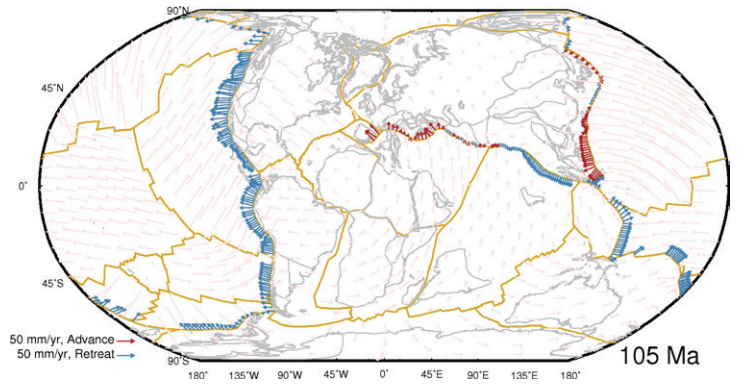 90˚N
45˚N
0˚
45˚S
50 mm/yr, Advance
50 mm/yr, Retreat
90˚S
105 Ma
180˚ 135˚W 90˚W 45˚W 0˚ 45˚E 90˚E 135˚E 180˚